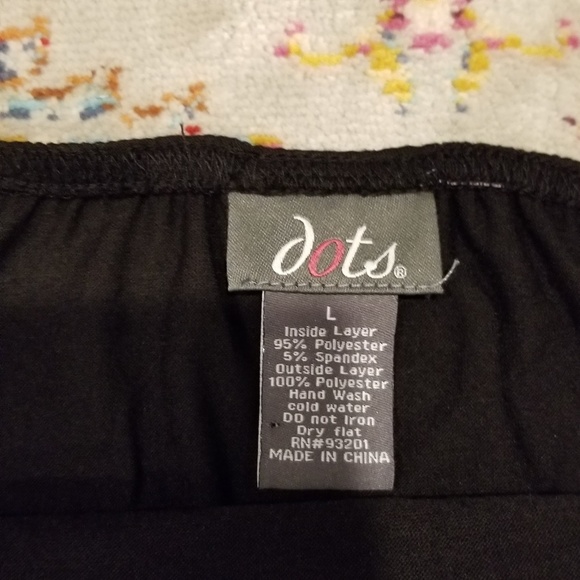 dots®
L
Inside Layer
95% Polyester
5% Spandex
Outside Layer
100% Polyester
Hand Wash
cold water
DO not Iron
Dry flat
RN#93201
MADE IN CHINA